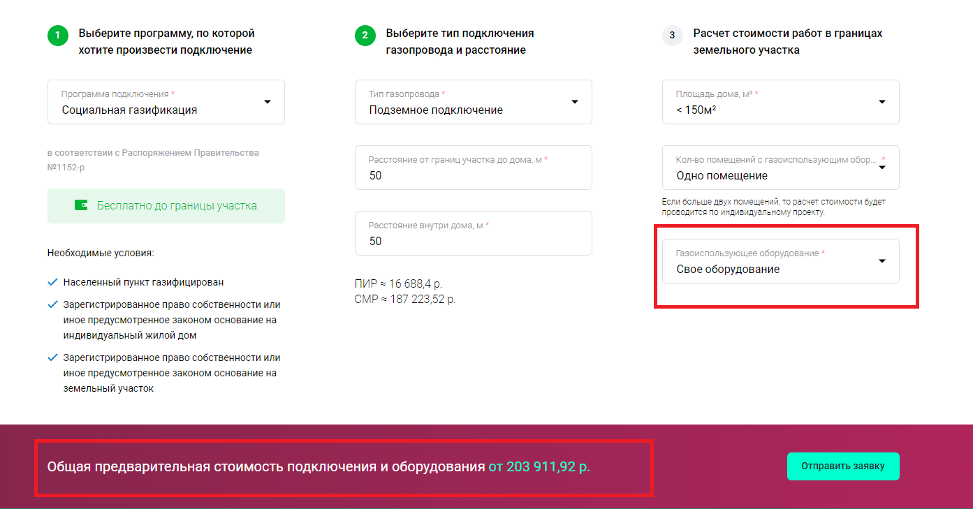 1
Выберите программу, по которой
хотите произвести подключение
Программа подключения *
Социальная газификация
в соответствии с Распоряжением Правительства
№1152-р
Бесплатно до границы участка
Необходимые условия:
Населенный пункт газифицирован
Зарегистрированное право собственности или
иное предусмотренное законом основание на
индивидуальный жилой дом
Зарегистрированное право собственности или
иное предусмотренное законом основание на
земельный участок
2
Выберите тип подключения
газопровода и расстояние
Тип газопровода *
Подземное подключение
Расстояние от границ участка до дома, м *
50
Расстояние внутри дома, м *
50
ПИР ≈ 16 688,4 р.
СМР ≈ 187 223,52 р.
3
Расчет стоимости работ в границах
земельного участка
Площадь дома, м² *
< 150м²
Кол-во помещений с газоиспользующим обор... *
Одно помещение
Если больше двух помещений, то расчет стоимости будет
проводится по индивидуальному проекту.
Газоиспользующее оборудование *
Свое оборудование
Общая предварительная стоимость подключения и оборудования от 203 911,92 р.
Отправить заявку